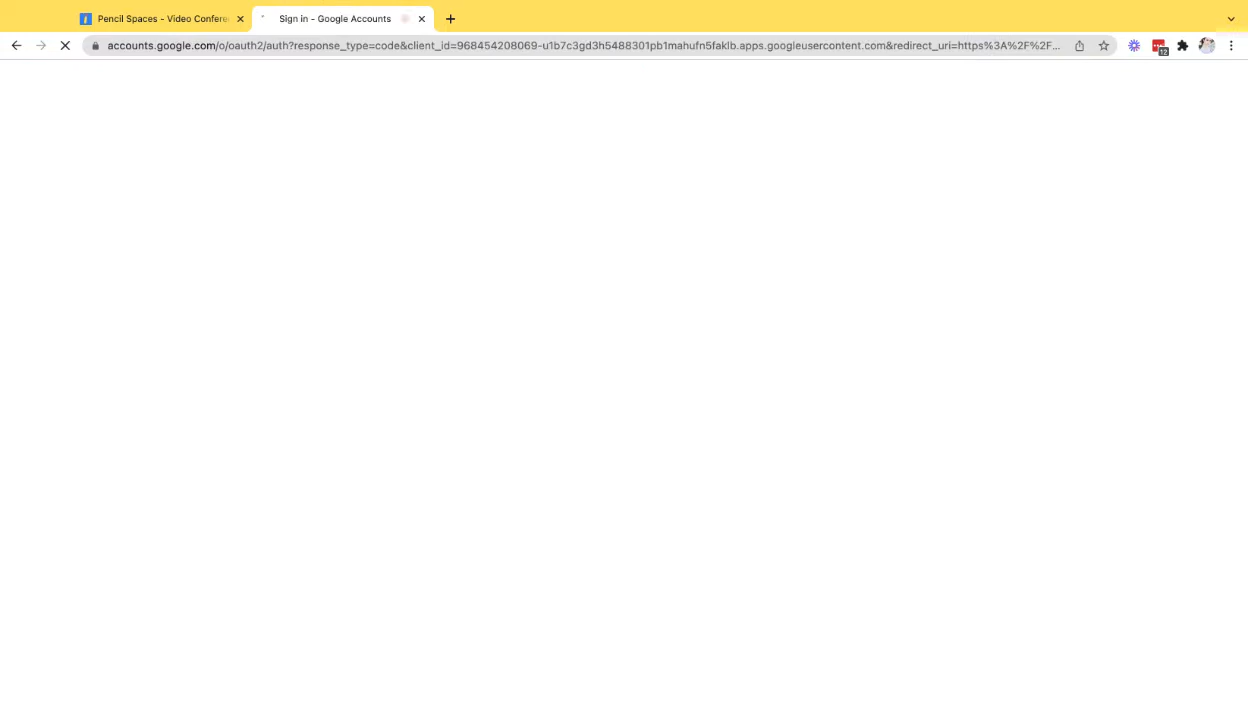 Pencil Spaces - Video Confere
Sign in - Google Accounts
accounts.google.com/o/oauth2/auth?response_type=code&client_id=968454208069-u1b7c3gd3h5488301pb1mahufn5faklb.apps.googleusercontent.com&redirect_uri=https%3A%2F%2F...
12